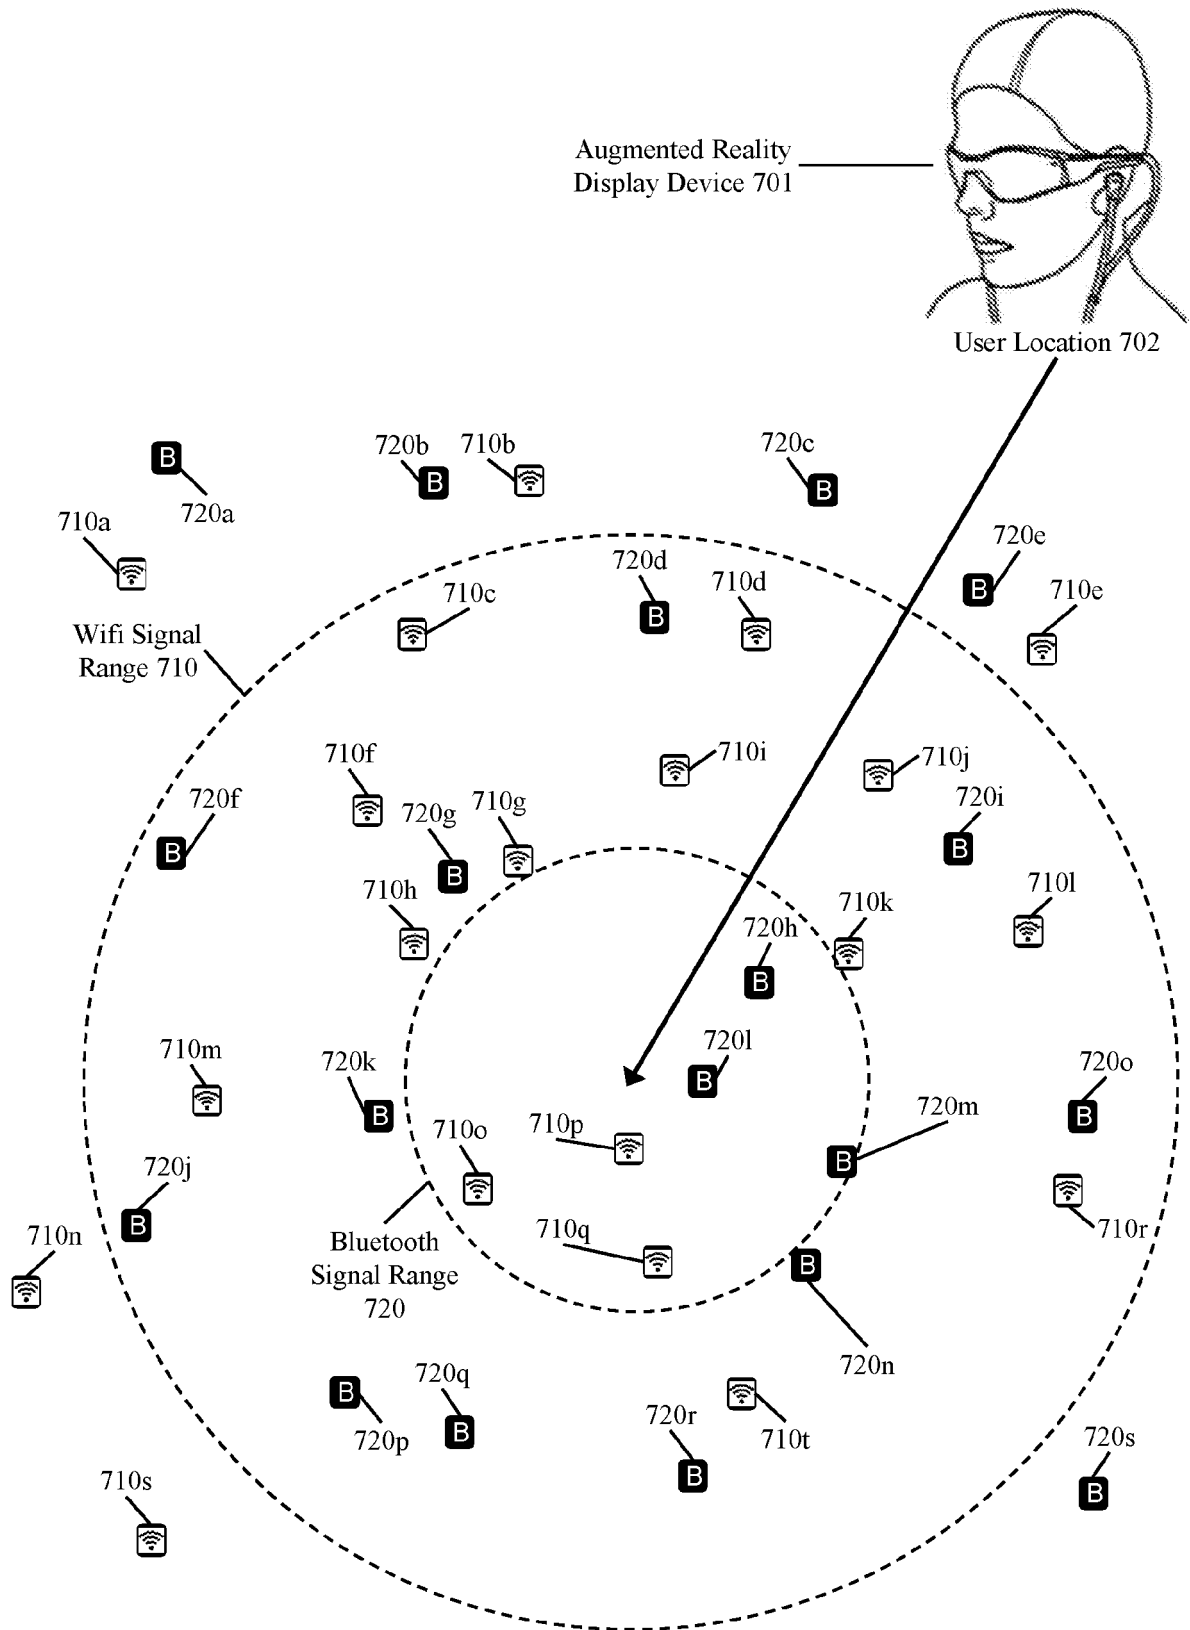 Augmented Reality
Display Device 701
User Location 702
720b
710b
720c
B
B
B
720a
710a
720e
B
720d
710d
710c
710e
B
Wifi Signal
Range 710
710f
710i
710j
720f
720g
710g
720i
B
B
B
710h
710k
710l
720h
B
720l
710m
720k
720o
B
B
B
720m
710o
710p
B
720j
B
710n
710q
710r
Bluetooth
Signal Range
720
B
720n
720q
B
B
720p
720r
710t
720s
B
B
710s